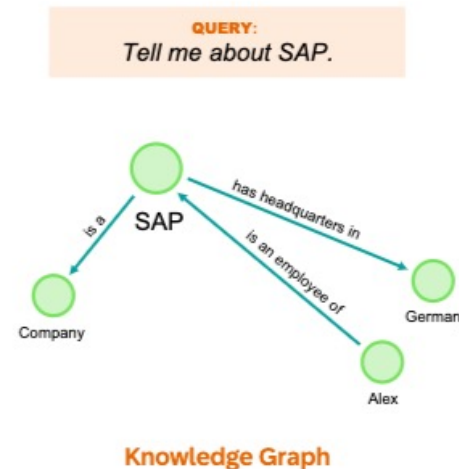 QUERY:
Tell me about SAP.
has headquarters in
is a
SAP
is an employee of
Company
German
Alex
Knowledge Graph